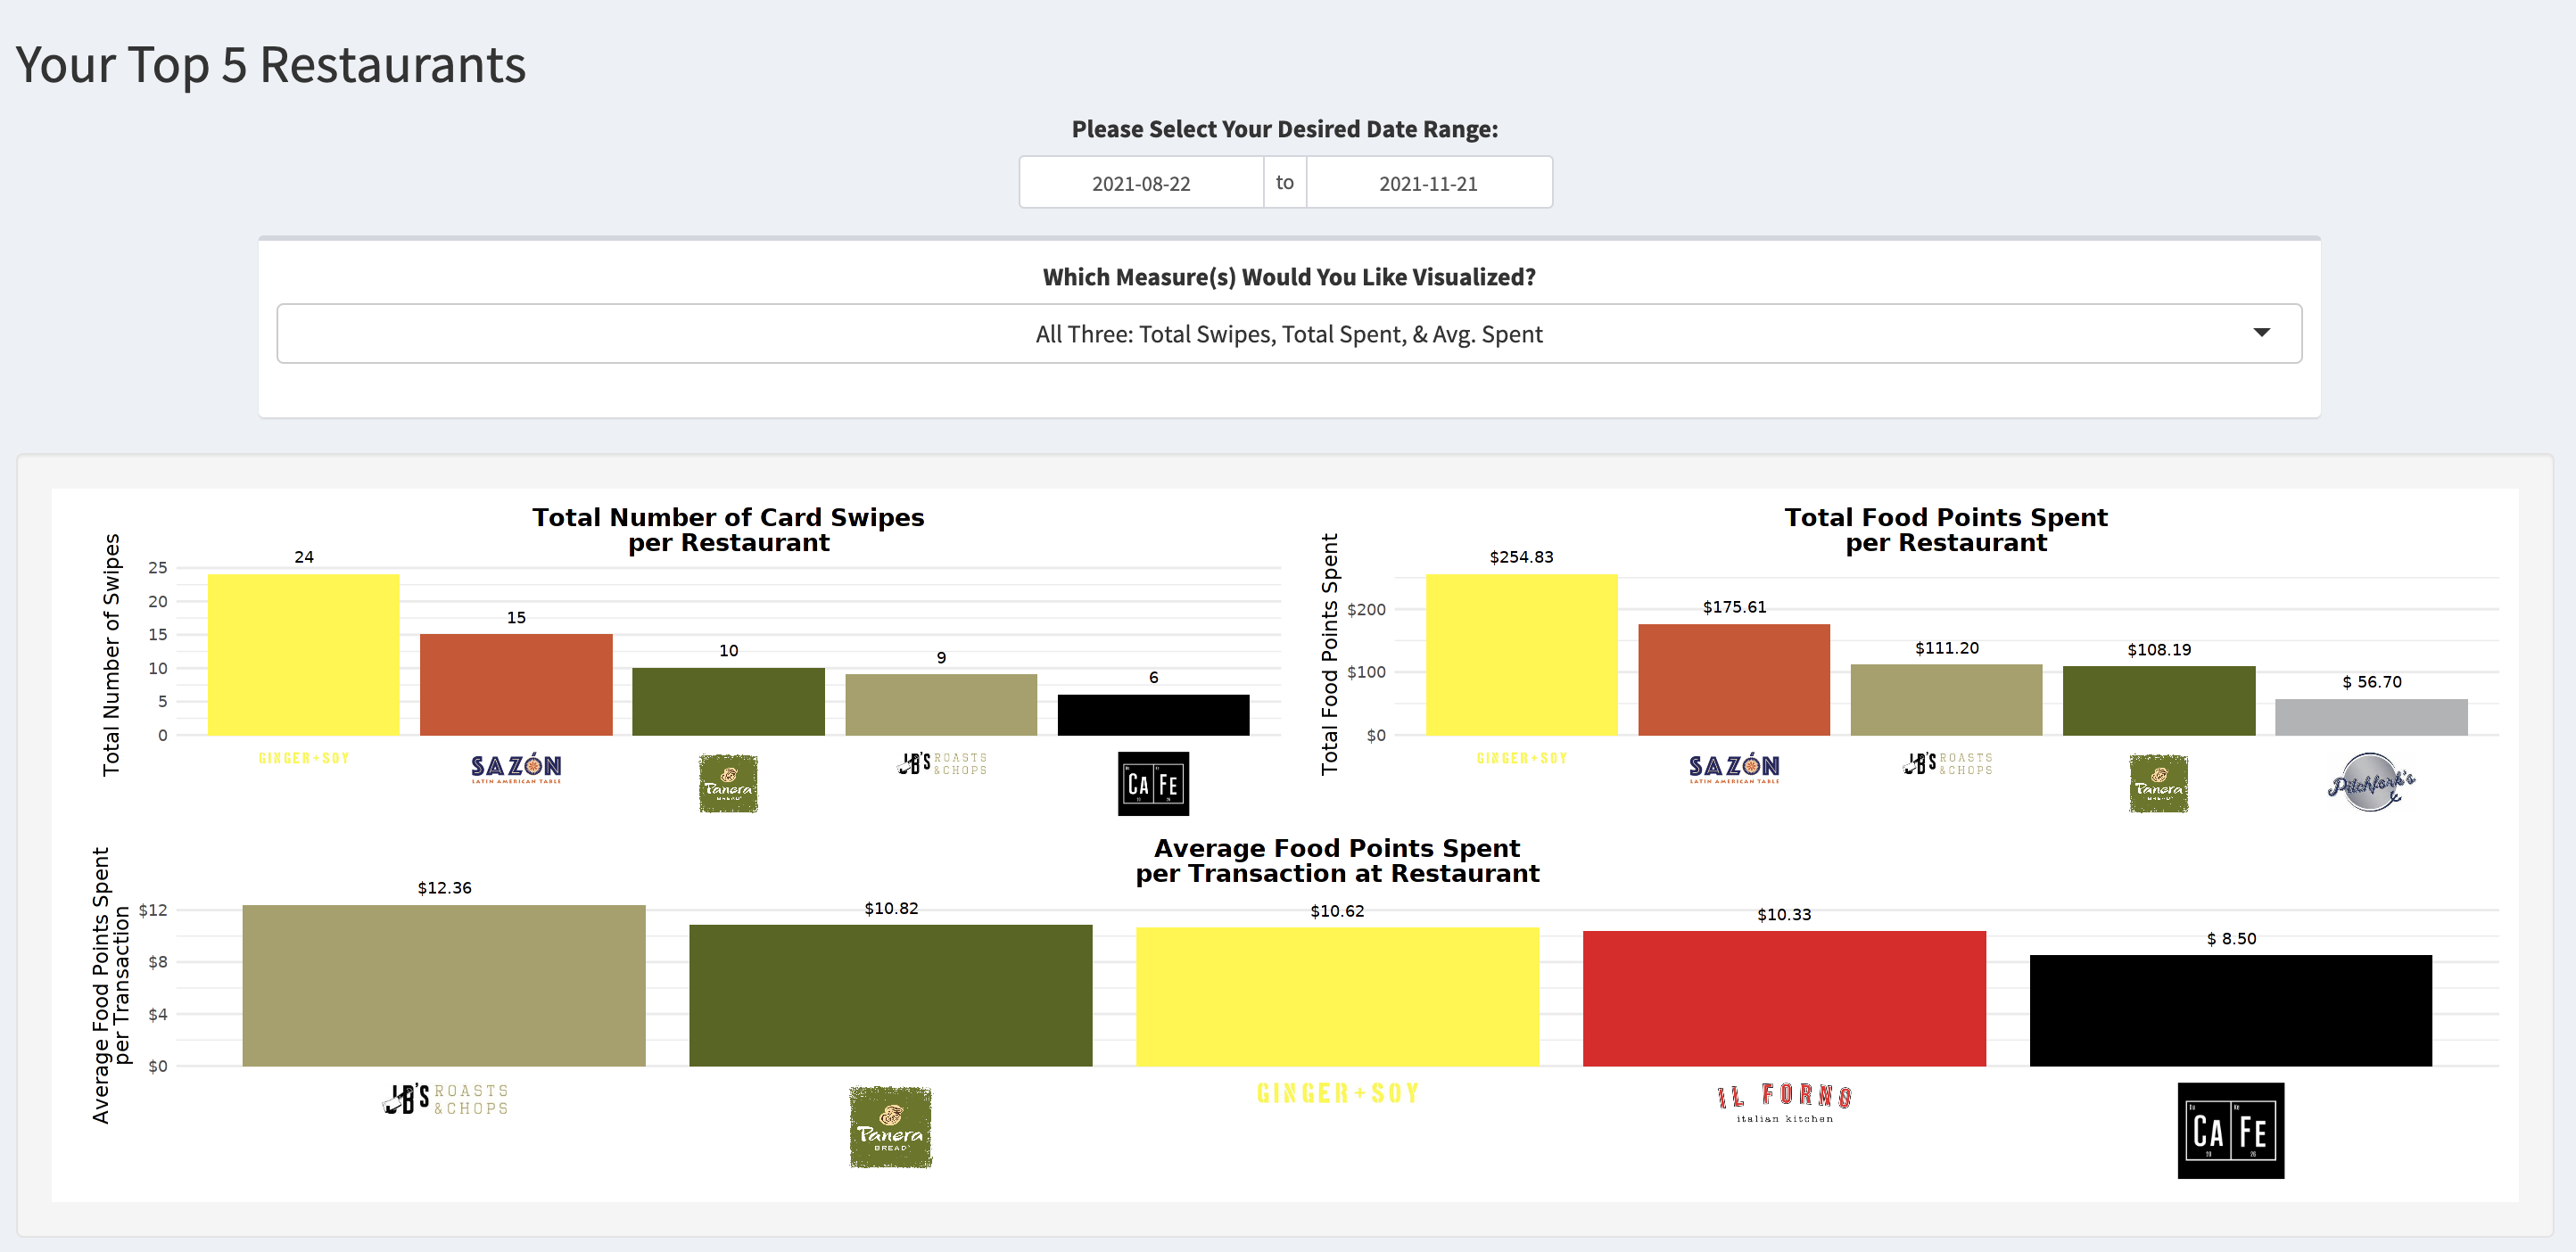 Your Top 5 Restaurants
Please Select Your Desired Date Range:
2021-08-22 to 2021-11-21
Which Measure(s) Would You Like Visualized?
All Three: Total Swipes, Total Spent, & Avg. Spent
Total Number of Card Swipes
per Restaurant
Total Number of Swipes
25
20
15
10
5
0
24
15
10
9
6
GINGER+SOY
SAZÓN
LATIN AMERICAN TABLE
Panera
BREAD
JB'S ROASTS
&CHOPS
CA FE
Total Food Points Spent
per Restaurant
Total Food Points Spent
$200
$100
$0
$254.83
$175.61
$111.20
$108.19
$ 56.70
GINGER+SOY
SAZÓN
LATIN AMERICAN TABLE
JB'S ROASTS
&CHOPS
Panera
BREAD
Pitchfork's
Average Food Points Spent
per Transaction at Restaurant
Average Food Points Spent
per Transaction
$12
$8
$4
$0
$12.36
$10.82
$10.62
$10.33
$ 8.50
JB'S ROASTS
&CHOPS
Panera
BREAD
GINGER+SOY
IL FORNO
italian kitchen
CA FE